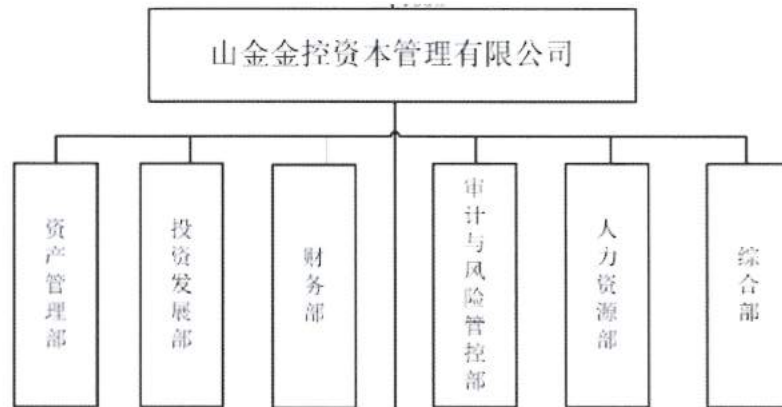 山金金控资本管理有限公司
资产管理部
投资发展部
财务部
审计与风险管控部
人力资源部
综合部